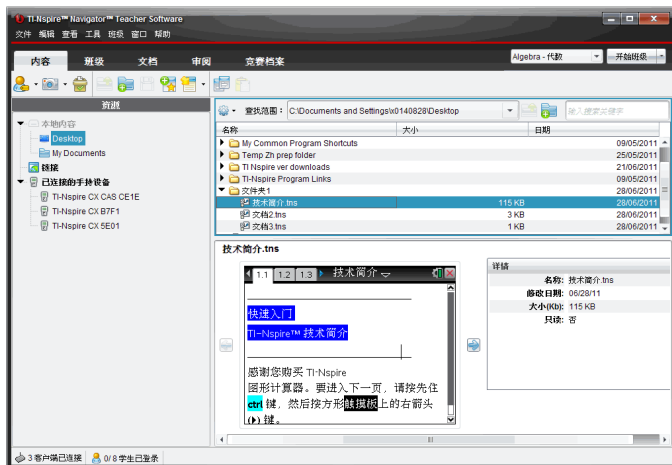 TI-Nspire™ Navigator™ Teacher Software
文件 编辑 查看 工具 班级 窗口 帮助
内容 班级 文档 审阅 竞赛档案
Algebra - 代数 开始班级
资源
本地内容
Desktop
My Documents
链接
已连接的手持设备
TI-Nspire CX CAS CE1E
TI-Nspire CX B7F1
TI-Nspire CX 5E01
查找范围: C:\Documents and Settings\x0140828\Desktop 输入搜索关键字
名称 大小 日期
My Common Program Shortcuts 09/05/2011
Temp Zh prep folder 25/05/2011
TI Nspire ver downloads 21/06/2011
TI-Nspire Program Links 09/05/2011
文件夹1 28/06/2011
技术简介.tns 115 KB 28/06/2011
文档2.tns 3 KB 28/06/2011
文档3.tns 1 KB 28/06/2011
技术简介.tns
1.1 1.2 1.3 技术简介
快速入门
TI-Nspire™ 技术简介
感谢您购买 TI-Nspire
图形计算器。要进入下一页，请按先住
ctrl 键，然后按方形触摸板上的右箭头
(▶) 键。
详情
名称: 技术简介.tns
修改日期: 06/28/11
大小(Kb): 115 KB
只读: 否
3 客户端已连接 0/8 学生已登录